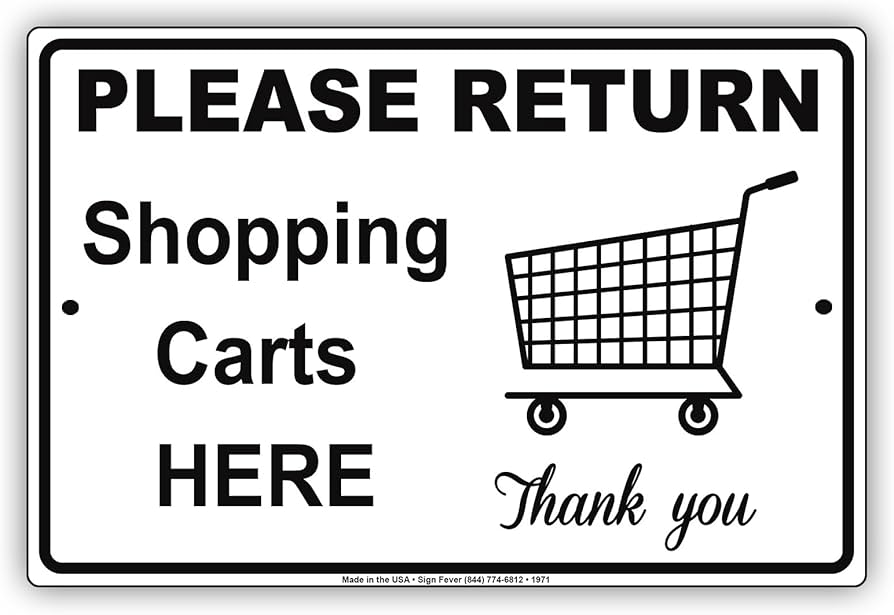 PLEASE RETURN
Shopping
Carts
HERE
Thank you
Made in the USA • Sign Fever (844) 774-6812 • 1971